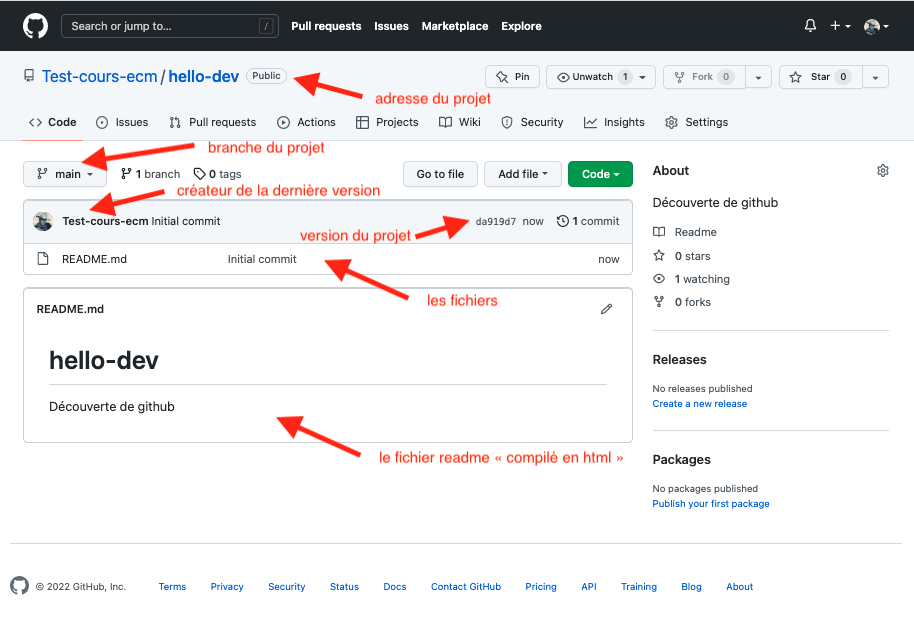 Search or jump to... /
Pull requests Issues Marketplace Explore
Test-cours-ecm / hello-dev Public
Pin Unwatch 1 Fork 0 Star 0
adresse du projet
Code Issues Pull requests Actions Projects Wiki Security Insights Settings
branche du projet
main 1 branch 0 tags Go to file Add file Code
créateur de la dernière version
Test-cours-ecm Initial commit da919d7 now 1 commit
version du projet
README.md Initial commit now
les fichiers
README.md
hello-dev
Découverte de github
le fichier readme « compilé en html »
About
Découverte de github
Readme
0 stars
1 watching
0 forks
Releases
No releases published
Create a new release
Packages
No packages published
Publish your first package
© 2022 GitHub, Inc. Terms Privacy Security Status Docs Contact GitHub Pricing API Training Blog About